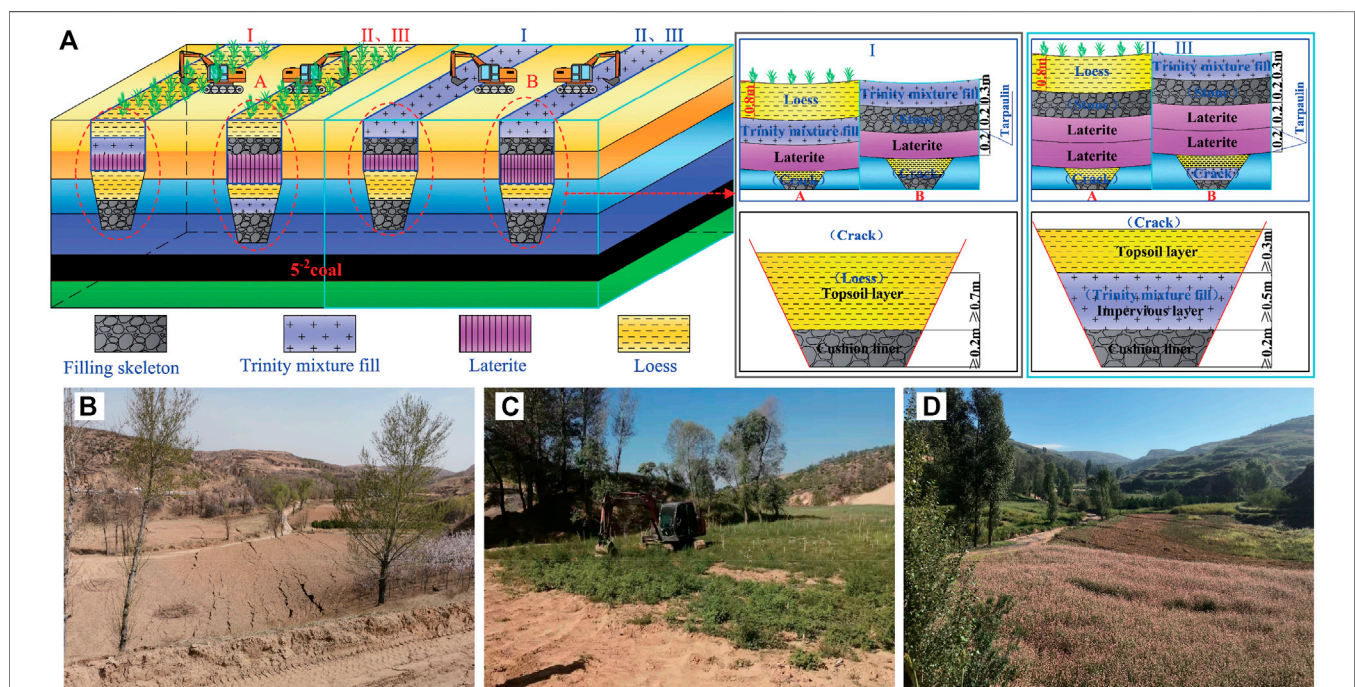 A
I
II、III
I
II、III
A
B
5⁻²coal
Filling skeleton
Trinity mixture fill
Laterite
Loess
I
0.8m
Loess
Trinity mixture fill
Laterite
A
Trinity mixture fill
(Stone)
Laterite
B
0.2
0.2
0.2
0.3m
Tarpaulin
II、III
0.8m
Loess
(Stone)
Laterite
Laterite
Crack
A
Trinity mixture fill
(Stone)
Laterite
Laterite
Crack
B
0.2
0.2
0.2
0.3m
Tarpaulin
(Crack)
(Loess)
Topsoil layer
Cushion liner
≥0.7m
≥0.2m
(Crack)
Topsoil layer
(Trinity mixture fill)
Impervious layer
Cushion liner
≥0.3m
≥0.5m
≥0.2m
B
C
D